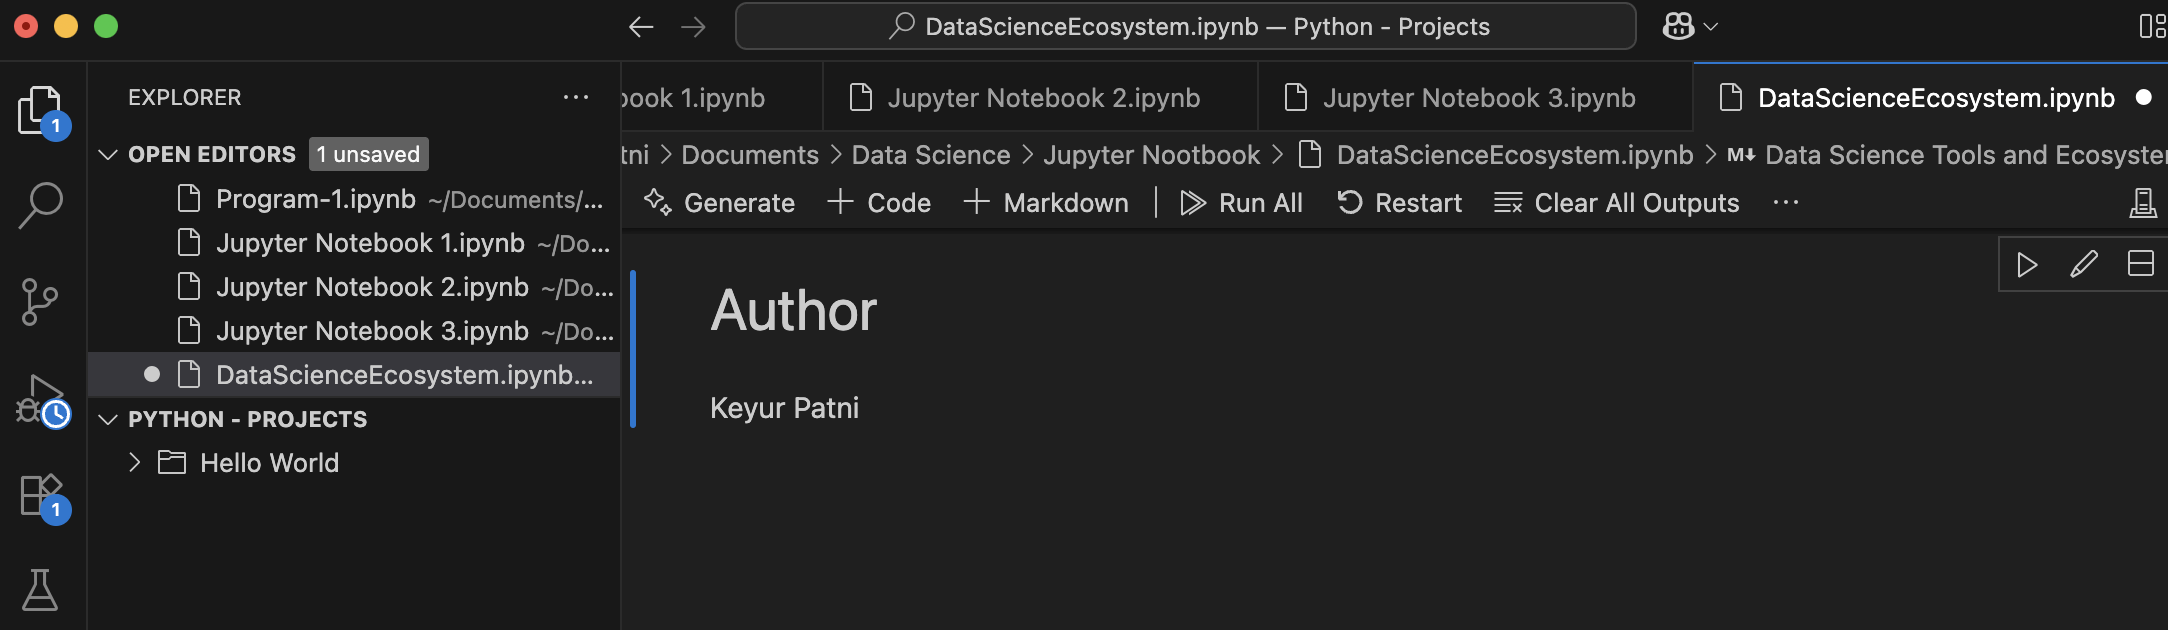 DataScienceEcosystem.ipynb — Python - Projects
1
EXPLORER
OPEN EDITORS 1 unsaved
Program-1.ipynb ~/Documents/...
Jupyter Notebook 1.ipynb ~/Do...
Jupyter Notebook 2.ipynb ~/Do...
Jupyter Notebook 3.ipynb ~/Do...
DataScienceEcosystem.ipynb...
PYTHON - PROJECTS
Hello World
1
book 1.ipynb
Jupyter Notebook 2.ipynb
Jupyter Notebook 3.ipynb
DataScienceEcosystem.ipynb
tni > Documents > Data Science > Jupyter Nootbook > DataScienceEcosystem.ipynb > M↓ Data Science Tools and Ecosyste
Generate + Code + Markdown | Run All Restart Clear All Outputs ...
Author
Keyur Patni